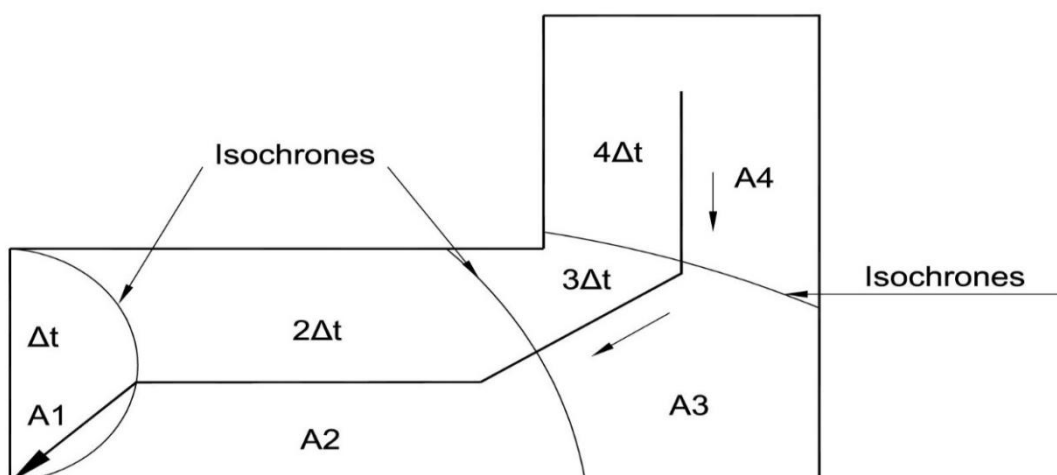 Isochrones
4Δt
A4
3Δt
Isochrones
Δt
2Δt
A1
A2
A3